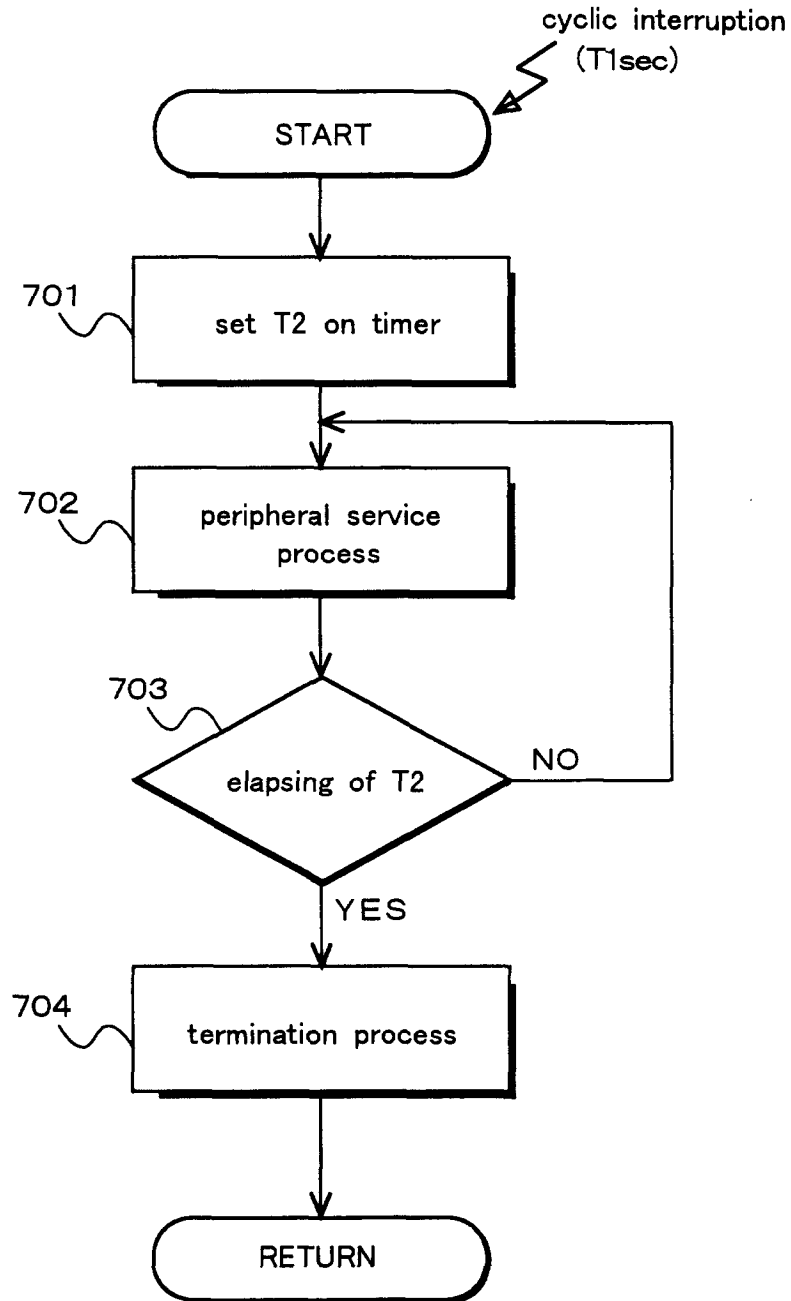 cyclic interruption
(T1sec)
START
701
set T2 on timer
702
peripheral service
process
703
elapsing of T2
NO
YES
704
termination process
RETURN